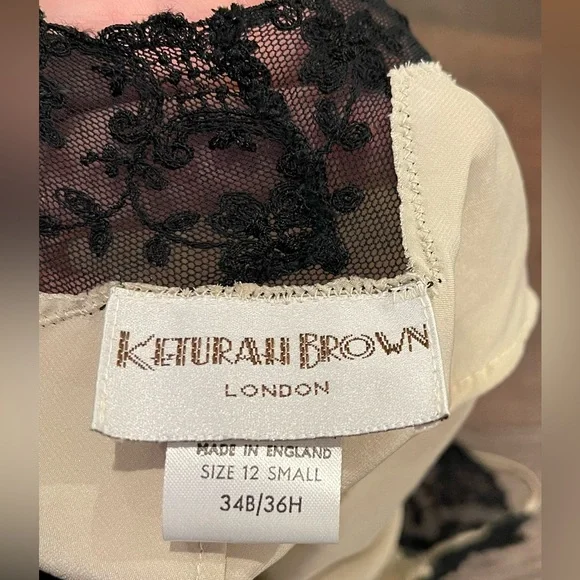 KETURAH BROWN
LONDON
MADE IN ENGLAND
SIZE 12 SMALL
34B/36H